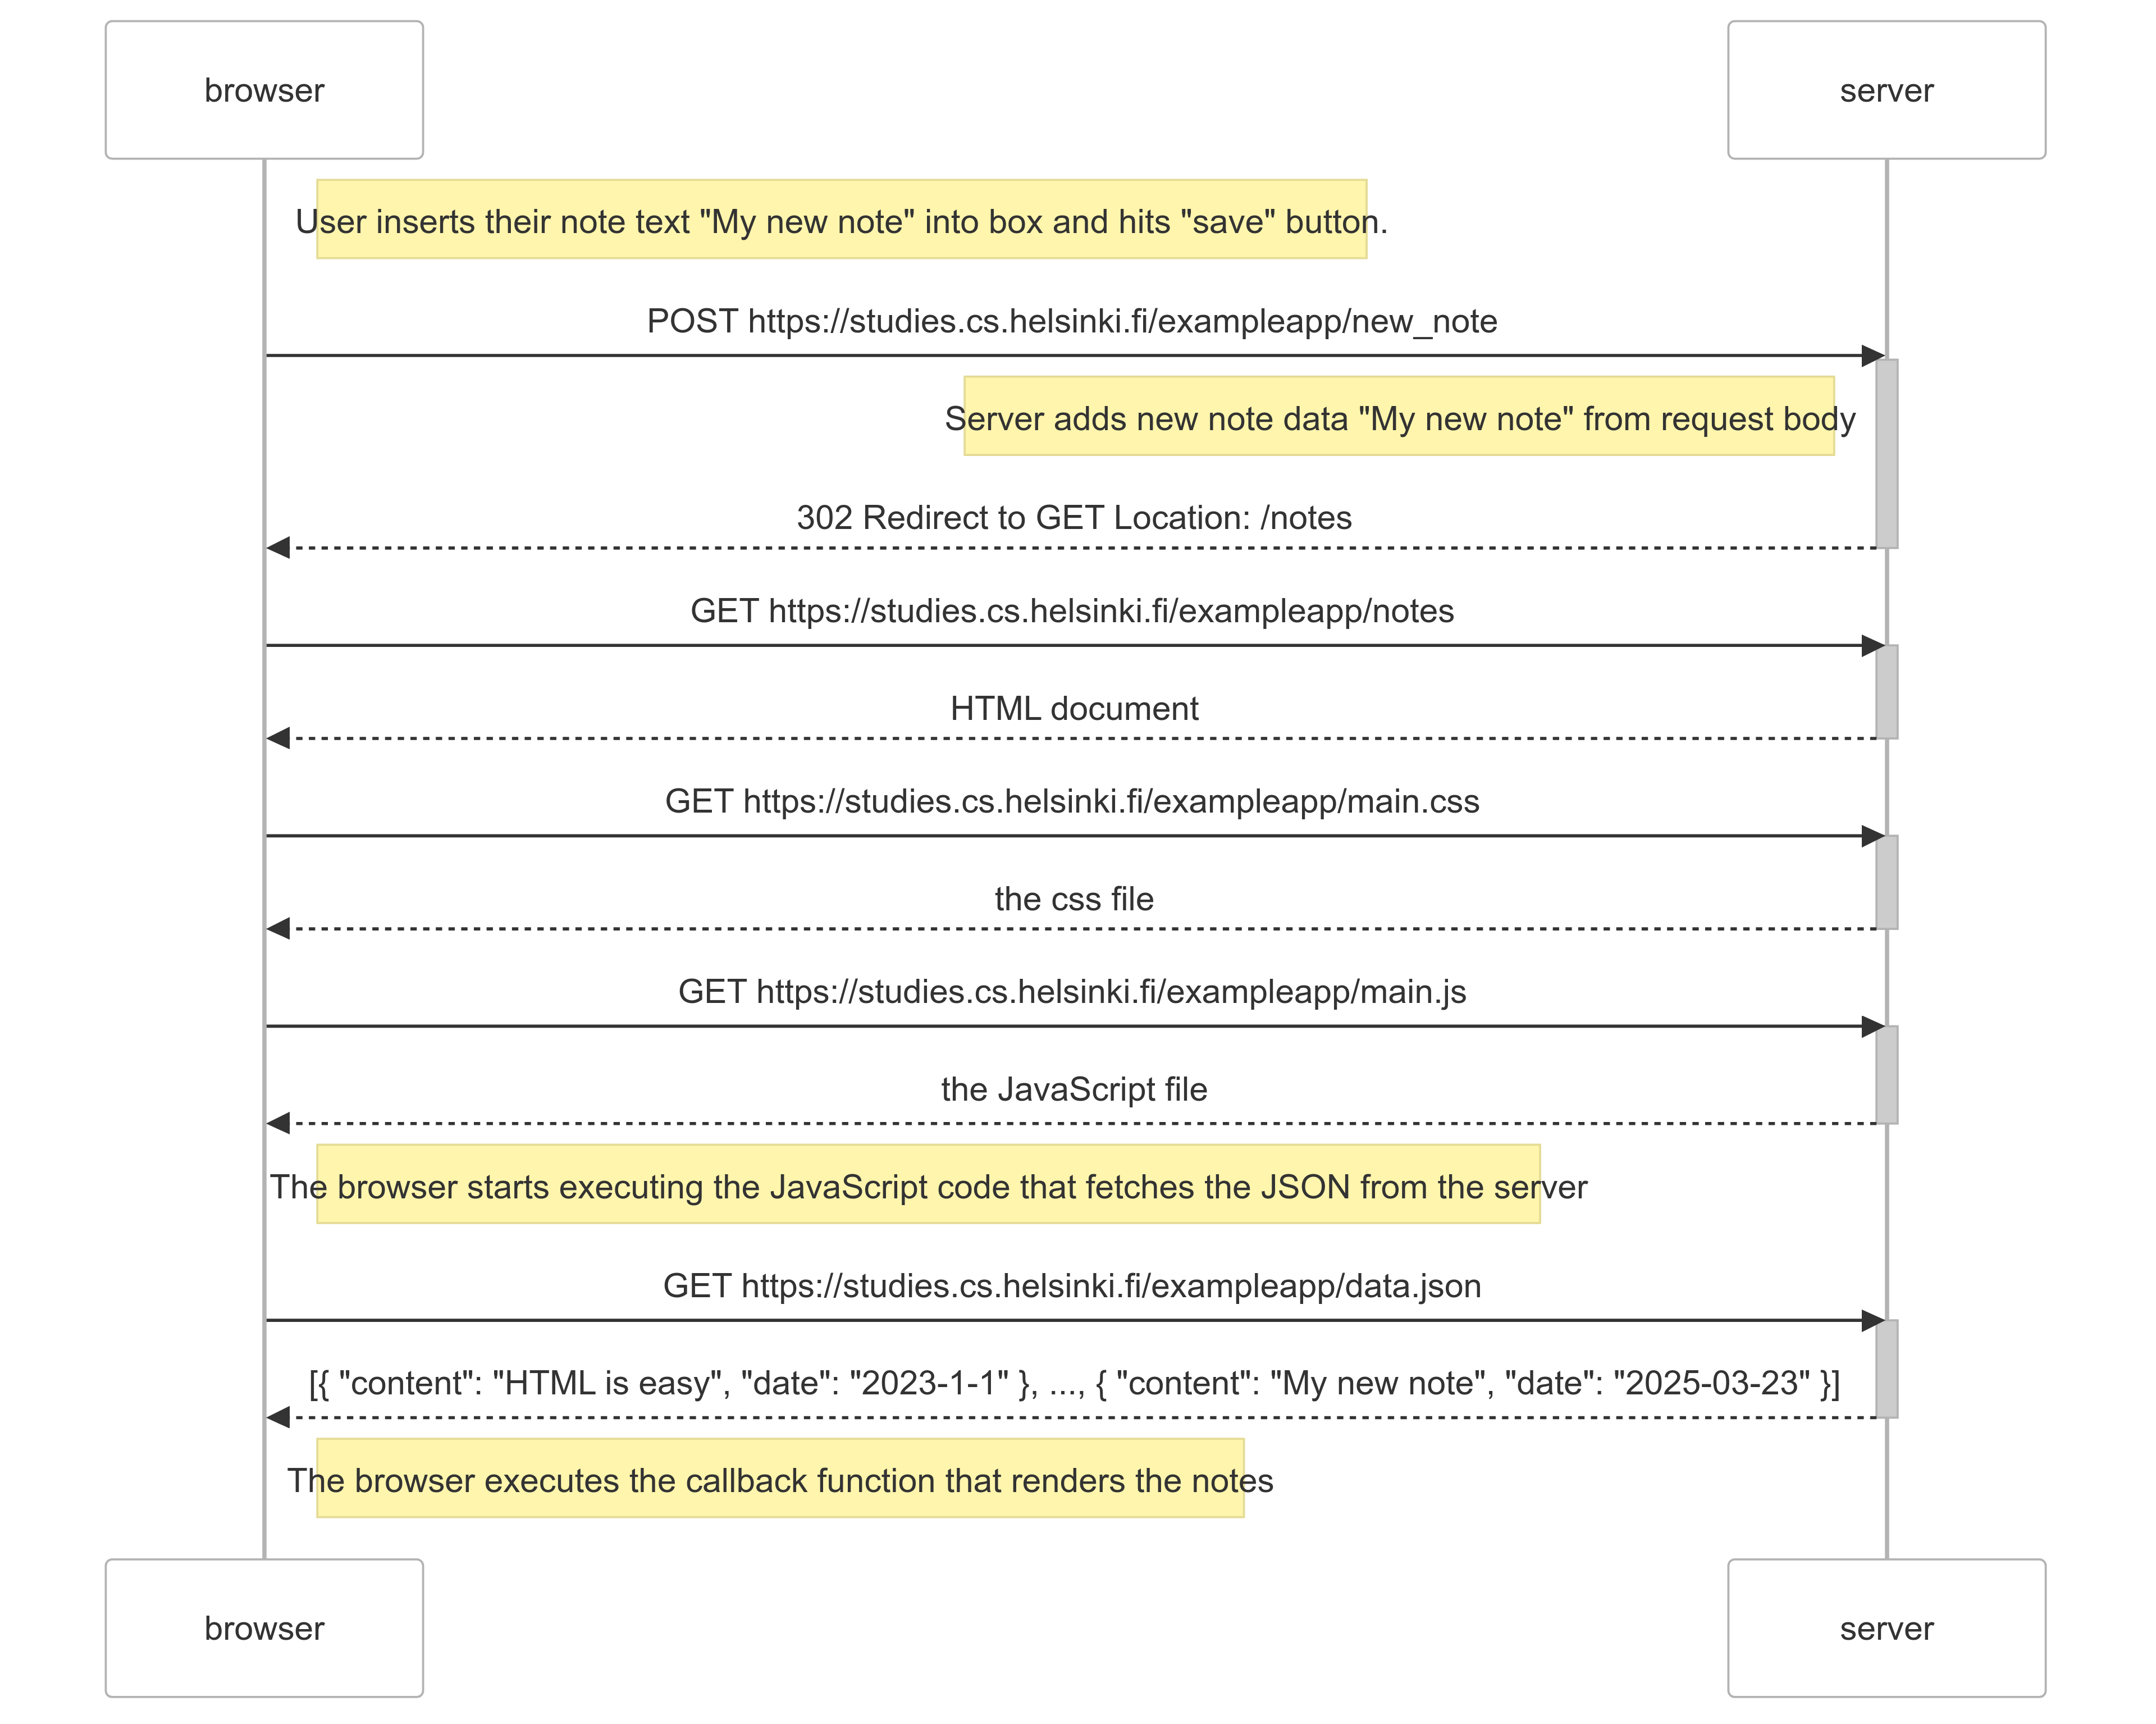 browser
server
User inserts their note text "My new note" into box and hits "save" button.
POST https://studies.cs.helsinki.fi/exampleapp/new_note
Server adds new note data "My new note" from request body
302 Redirect to GET Location: /notes
GET https://studies.cs.helsinki.fi/exampleapp/notes
HTML document
GET https://studies.cs.helsinki.fi/exampleapp/main.css
the css file
GET https://studies.cs.helsinki.fi/exampleapp/main.js
the JavaScript file
The browser starts executing the JavaScript code that fetches the JSON from the server
GET https://studies.cs.helsinki.fi/exampleapp/data.json
[{ "content": "HTML is easy", "date": "2023-1-1" }, ..., { "content": "My new note", "date": "2025-03-23" }]
The browser executes the callback function that renders the notes
browser
server